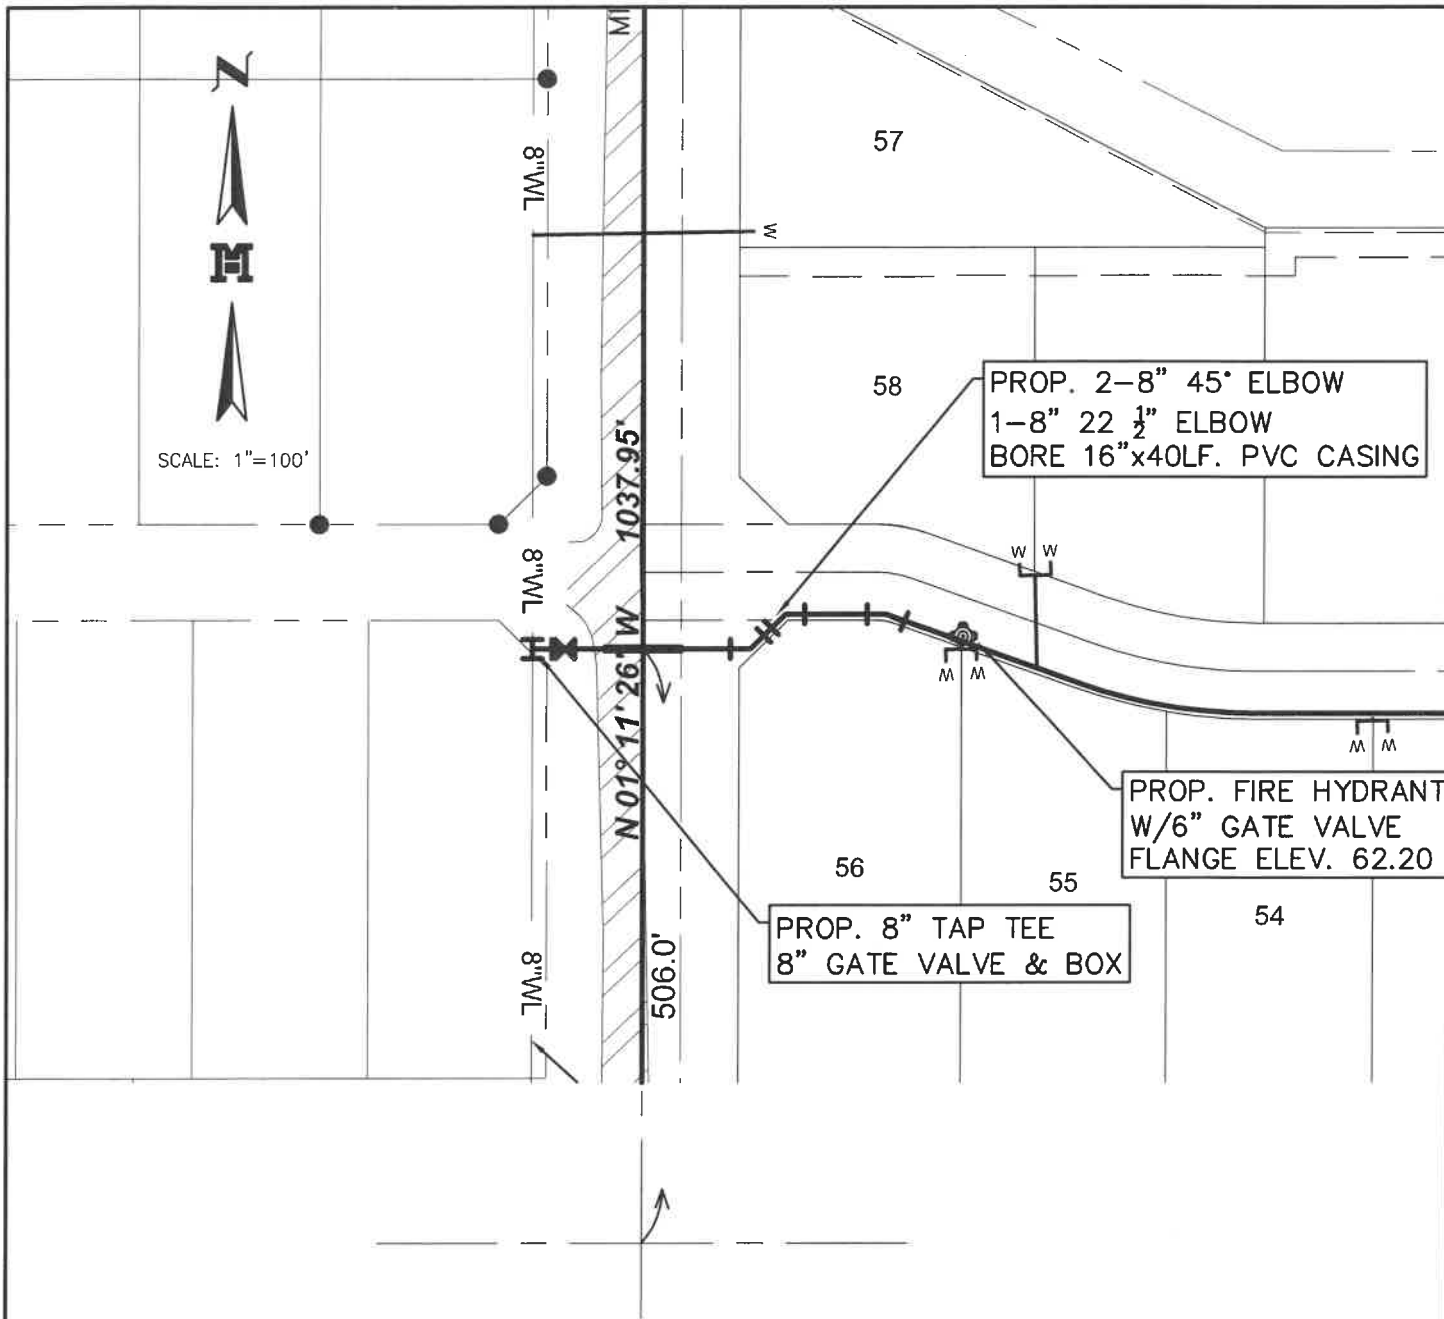 M1
N
57
8"WL
W
H
58
PROP. 2-8" 45° ELBOW
1-8" 22 ½" ELBOW
BORE 16"x40LF. PVC CASING
SCALE: 1"=100'
1037.95'
8"WL
W W
N 01° 11' 26" W
W W
W W
PROP. FIRE HYDRANT
W/6" GATE VALVE
FLANGE ELEV. 62.20
56
55
54
PROP. 8" TAP TEE
8" GATE VALVE & BOX
8"WL
506.0'